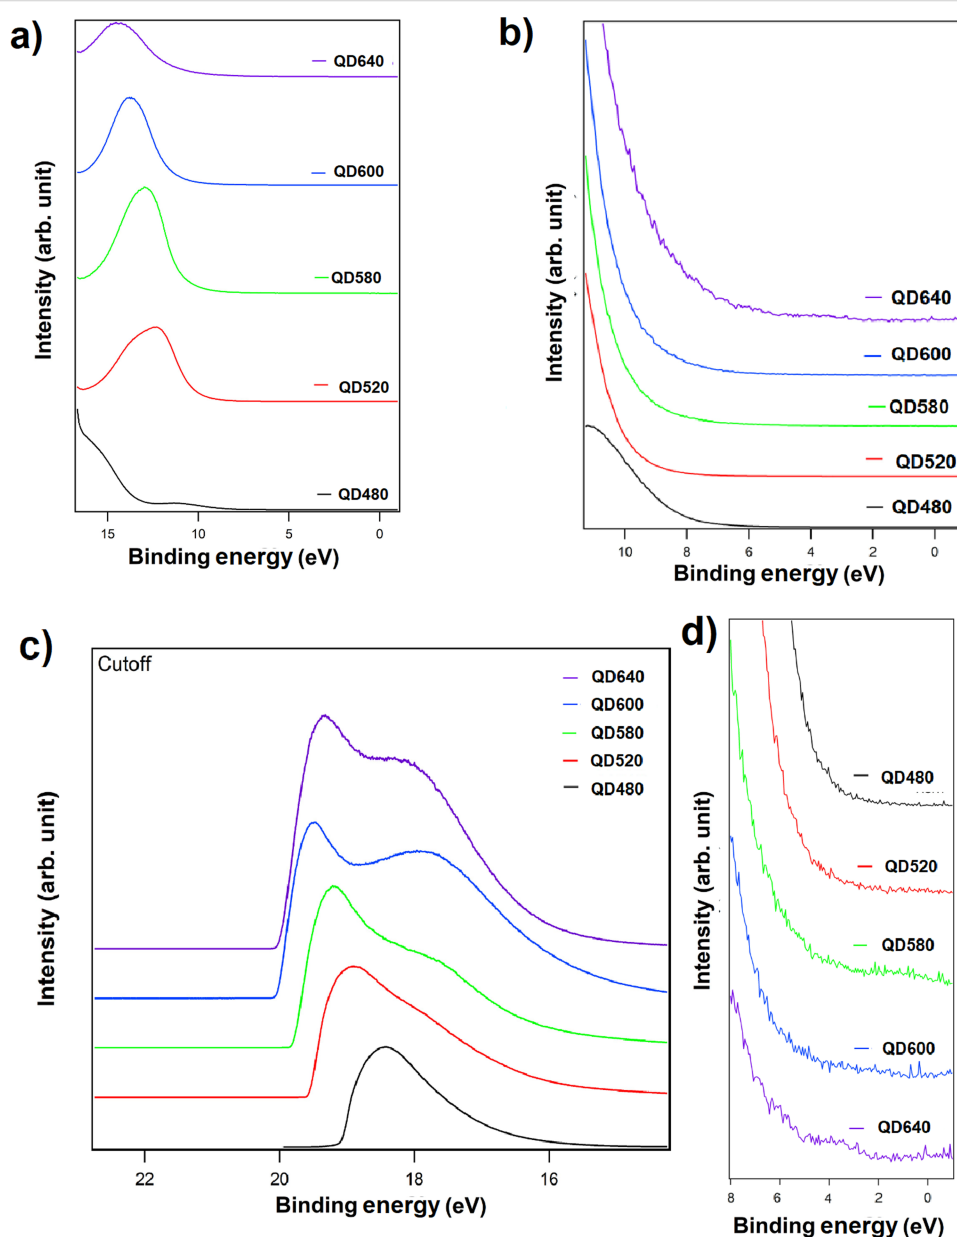 a)
QD640
QD600
QD580
QD520
QD480
Intensity (arb. unit)
15 10 5 0
Binding energy (eV)
b)
QD640
QD600
QD580
QD520
QD480
Intensity (arb. unit)
10 8 6 4 2 0
Binding energy (eV)
c)
Cutoff
QD640
QD600
QD580
QD520
QD480
Intensity (arb. unit)
22 20 18 16
Binding energy (eV)
d)
QD480
QD520
QD580
QD600
QD640
Intensity (arb. unit)
8 6 4 2 0
Binding energy (eV)